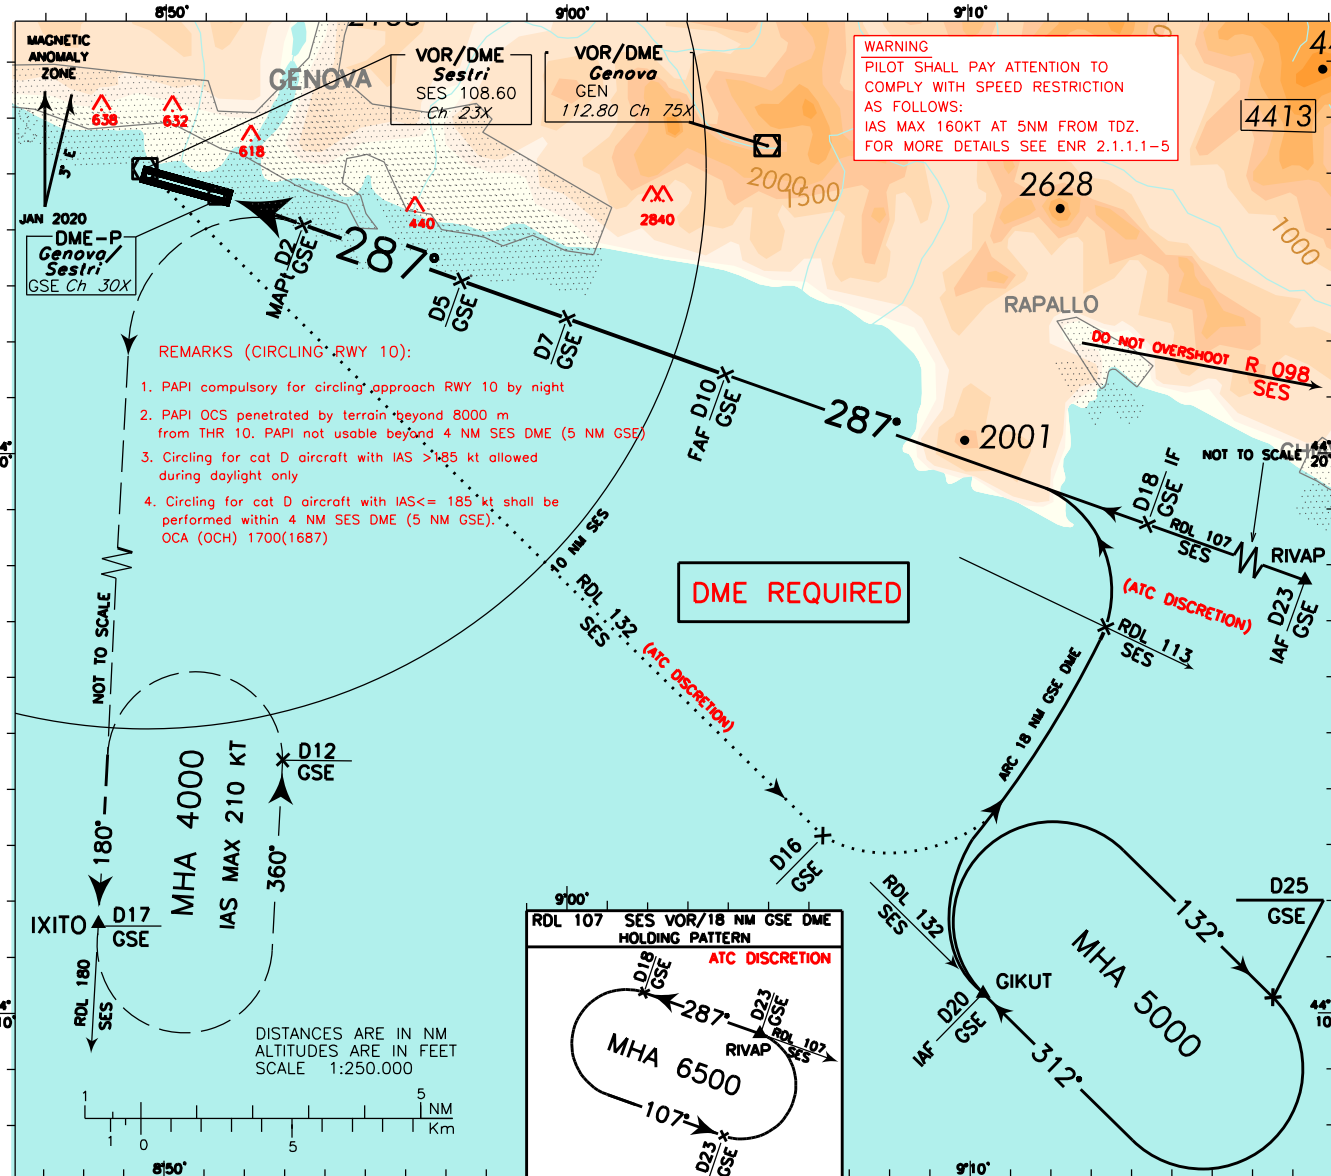 8°50'
9°00'
9°10'
MAGNETIC
ANOMALY
ZONE
3° E
JAN 2020
GENOVA
638
632
618
440
2840
VOR/DME
Sestri
SES 108.60
Ch 23X
VOR/DME
Genova
GEN
112.80 Ch 75X
WARNING
PILOT SHALL PAY ATTENTION TO
COMPLY WITH SPEED RESTRICTION
AS FOLLOWS:
IAS MAX 160KT AT 5NM FROM TDZ.
FOR MORE DETAILS SEE ENR 2.1.1.1-5
4413
2000
1500
2628
1000
DME-P
Genova/
Sestri
GSE Ch 30X
MAPt D2
GSE
287°
D5
GSE
D7
GSE
FAF D10
GSE
287°
2001
RAPALLO
DO NOT OVERSHOOT R 098
SES
REMARKS (CIRCLING RWY 10):
1. PAPI compulsory for circling approach RWY 10 by night
2. PAPI OCS penetrated by terrain beyond 8000 m
from THR 10. PAPI not usable beyond 4 NM SES DME (5 NM GSE)
3. Circling for cat D aircraft with IAS >185 kt allowed
during daylight only
4. Circling for cat D aircraft with IAS<= 185 kt shall be
performed within 4 NM SES DME (5 NM GSE).
OCA (OCH) 1700(1687)
NOT TO SCALE
44°
20'
D18 IF
GSE
RDL 107
SES
RIVAP
IAF D23
GSE
10 NM SES
RDL 132
SES
(ATC DISCRETION)
DME REQUIRED
(ATC DISCRETION)
RDL 113
SES
ARC 18 NM GSE DME
NOT TO SCALE
D12
GSE
MHA 4000
IAS MAX 210 KT
180°
360°
IXITO
D17
GSE
RDL 180
SES
D16
GSE
RDL 132
SES
D25
GSE
132°
MHA 5000
GIKUT
IAF D20
GSE
312°
44°
10'
9°00'
RDL 107 SES VOR/18 NM GSE DME
HOLDING PATTERN
ATC DISCRETION
D18
GSE
287°
D23
GSE
RIVAP
RDL 107
SES
MHA 6500
107°
D23
GSE
DISTANCES ARE IN NM
ALTITUDES ARE IN FEET
SCALE 1:250.000
1 5 NM
1 0 5 Km
8°50'
9°10'